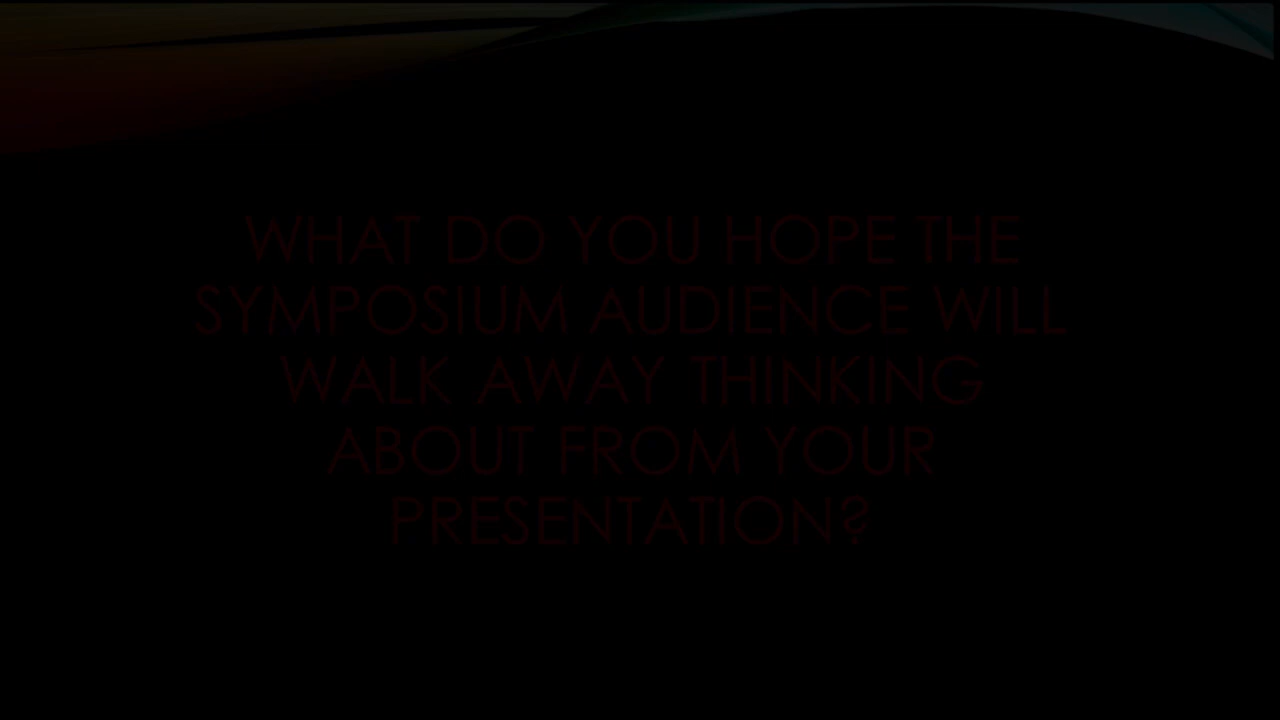 WHAT DO YOU HOPE THE
SYMPOSIUM AUDIENCE WILL
WALK AWAY THINKING
ABOUT FROM YOUR
PRESENTATION?